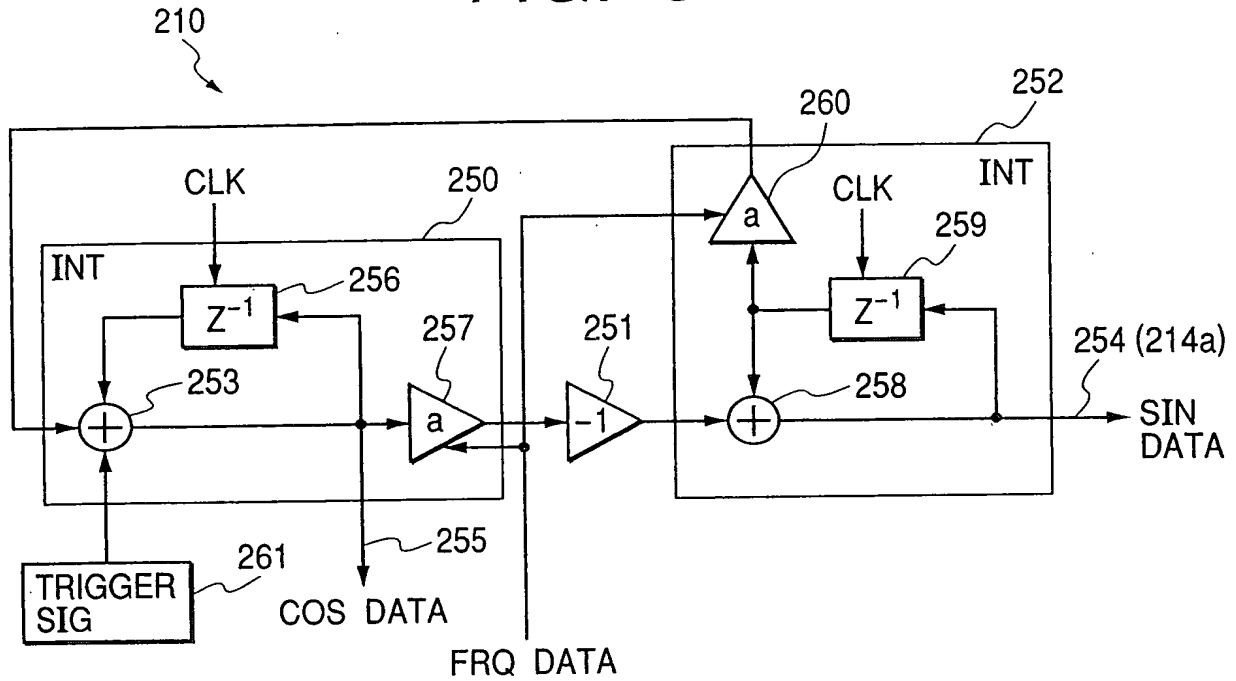 210
252
260
CLK
250
INT
CLK
259
INT
256
Z⁻¹
257
251
Z⁻¹
254 (214a)
253
258
a
a
-1
SIN
DATA
255
261
TRIGGER
SIG
COS DATA
FRQ DATA